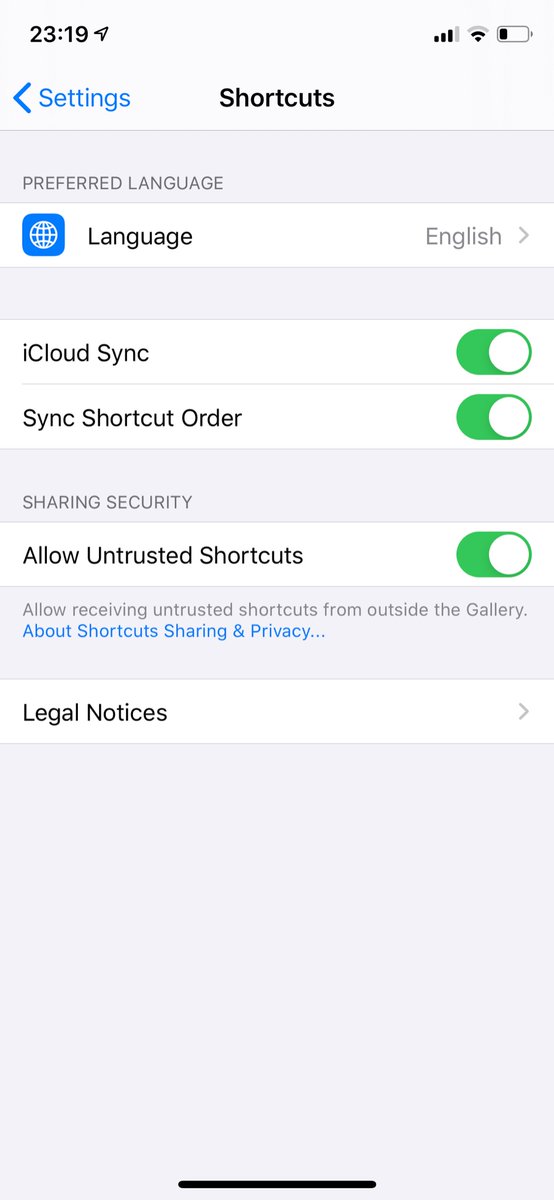 23:19
Settings
Shortcuts
PREFERRED LANGUAGE
Language
English
iCloud Sync
Sync Shortcut Order
SHARING SECURITY
Allow Untrusted Shortcuts
Allow receiving untrusted shortcuts from outside the Gallery.
About Shortcuts Sharing & Privacy...
Legal Notices